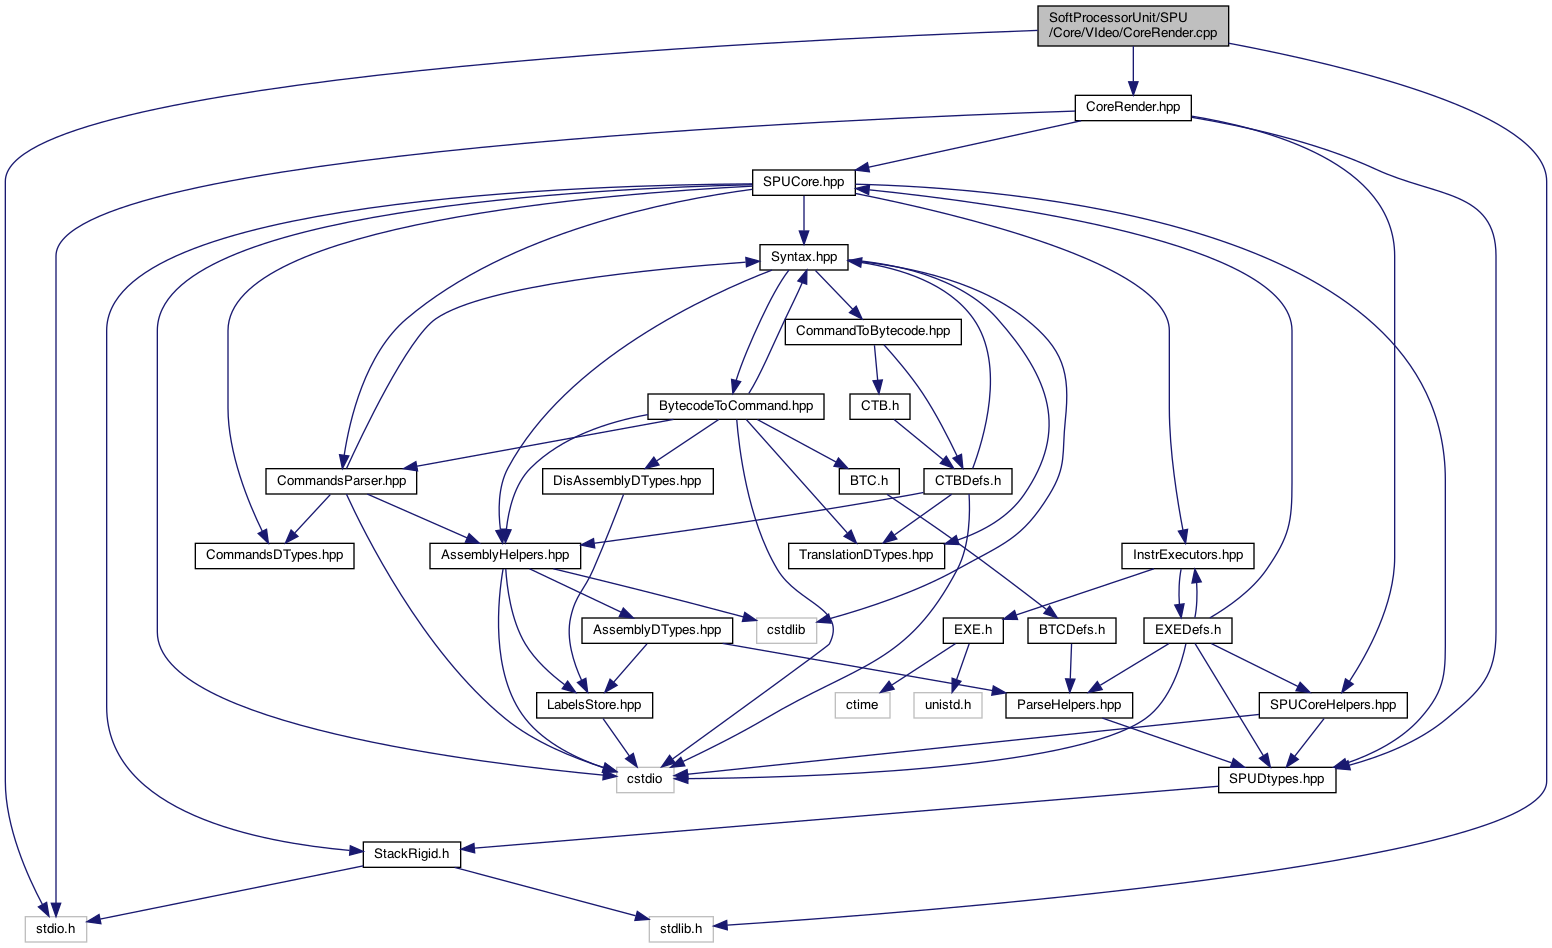 SoftProcessorUnit/SPU
/Core/VIdeo/CoreRender.cpp
CoreRender.hpp
SPUCore.hpp
Syntax.hpp
CommandToBytecode.hpp
BytecodeToCommand.hpp
CTB.h
CommandsParser.hpp
DisAssemblyDTypes.hpp
BTC.h
CTBDefs.h
CommandsDTypes.hpp
AssemblyHelpers.hpp
TranslationDTypes.hpp
InstrExecutors.hpp
AssemblyDTypes.hpp
cstdlib
EXE.h
BTCDefs.h
EXEDefs.h
LabelsStore.hpp
ctime
unistd.h
ParseHelpers.hpp
SPUCoreHelpers.hpp
cstdio
SPUDtypes.hpp
StackRigid.h
stdio.h
stdlib.h